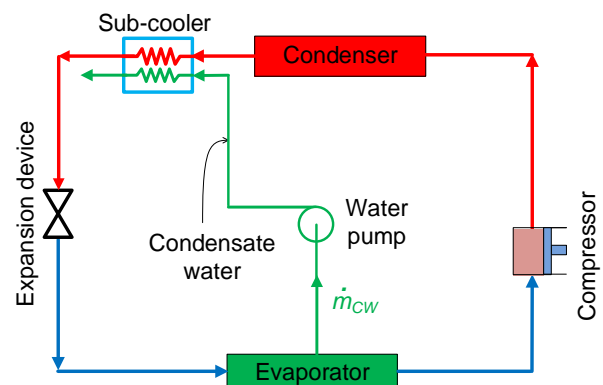 Sub-cooler
Condenser
Expansion device
Condensate
water
Water
pump
Compressor
ṁCW
Evaporator